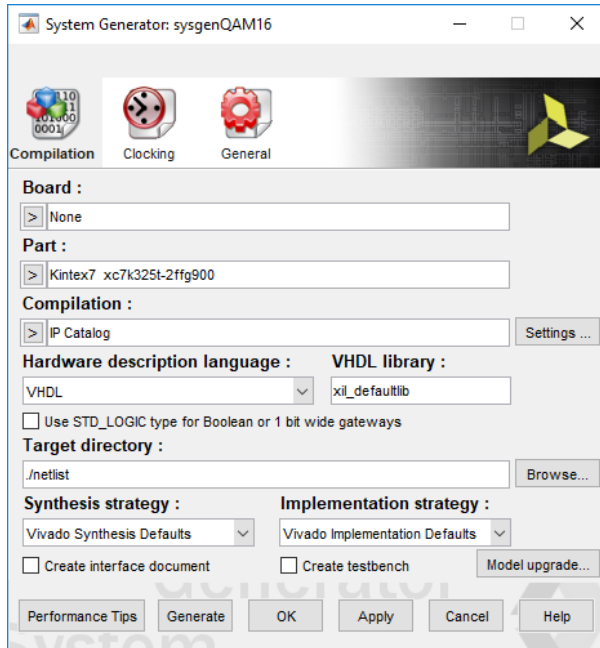 System Generator: sysgenQAM16
Compilation Clocking General
Board :
> None
Part :
> Kintex7 xc7k325t-2ffg900
Compilation :
> IP Catalog Settings ...
Hardware description language : VHDL library :
VHDL xil_defaultlib
Use STD_LOGIC type for Boolean or 1 bit wide gateways
Target directory :
./netlist Browse...
Synthesis strategy : Implementation strategy :
Vivado Synthesis Defaults Vivado Implementation Defaults
Create interface document Create testbench Model upgrade...
Generator
Performance Tips Generate OK Apply Cancel Help
System